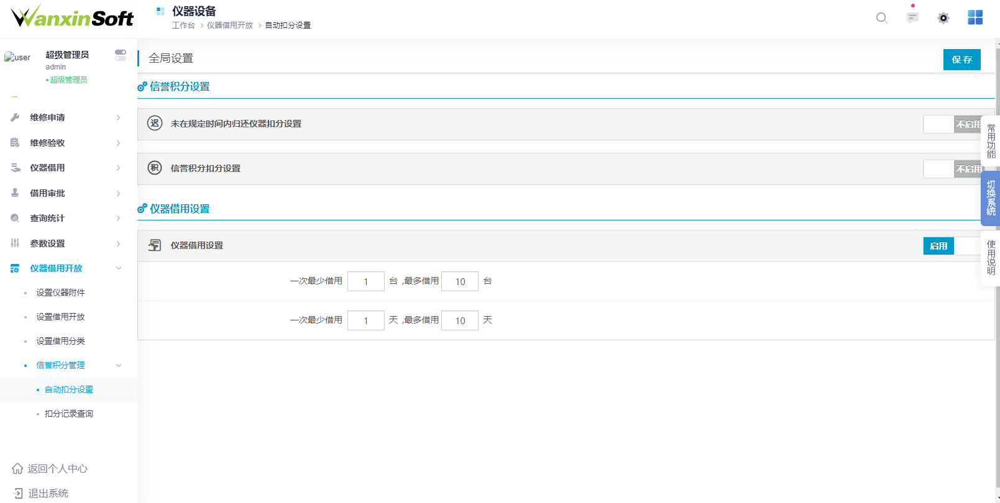 WanxinSoft
仪器设备
工作台 > 仪器借用开放 > 自动扣分设置
user
超级管理员
admin
超级管理员
维修申请
维修验收
仪器借用
借用审批
查询统计
参数设置
仪器借用开放
设置仪器附件
设置借用开放
设置借用分类
信誉积分管理
自动扣分设置
扣分记录查询
返回个人中心
退出系统
全局设置
保 存
信誉积分设置
迟 未在规定时间内归还仪器扣分设置 不启用
积 信誉积分扣分设置 不启用
仪器借用设置
仪器借用设置 启用
一次最少借用 1 台 ,最多借用 10 台
一次最少借用 1 天 ,最多借用 10 天
常用功能
切换系统
使用说明